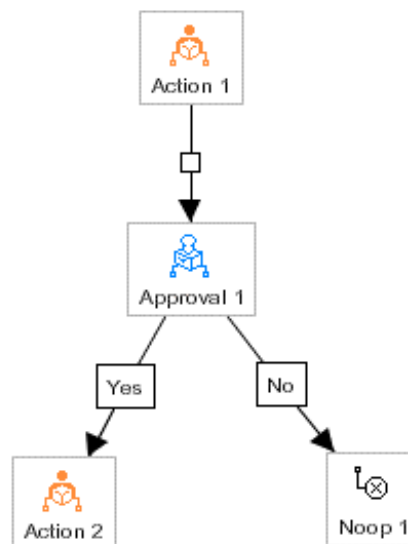 Action 1
Approval 1
Yes
No
Action 2
Noop 1